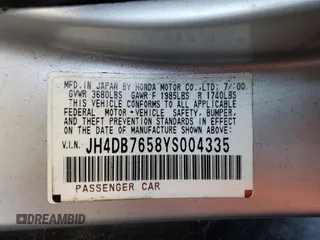 MFD. IN JAPAN BY HONDA MOTOR CO.,LTD. 7/00
GVWR 3680LBS GAWR F 1985LBS R 1740LBS
THIS VEHICLE CONFORMS TO ALL APPLICABLE
FEDERAL MOTOR-VEHICLE SAFETY, BUMPER,
AND THEFT PREVENTION STANDARDS IN EFFECT
ON THE DATE OF MANUFACTURE SHOWN ABOVE.
V.I.N. JH4DB7658YS004335
PASSENGER CAR
DREAMBID